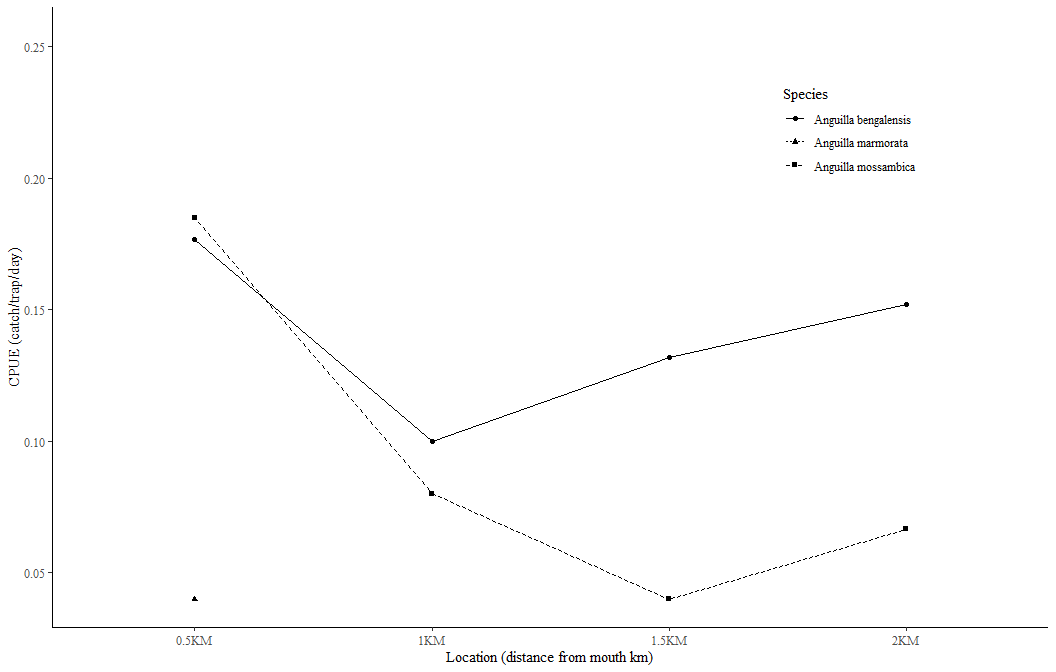 0.25
0.20
0.15
0.10
0.05
CPUE (catch/trap/day)
Species
Anguilla bengalensis
Anguilla marmorata
Anguilla mossambica
0.5KM 1KM 1.5KM 2KM
Location (distance from mouth km)